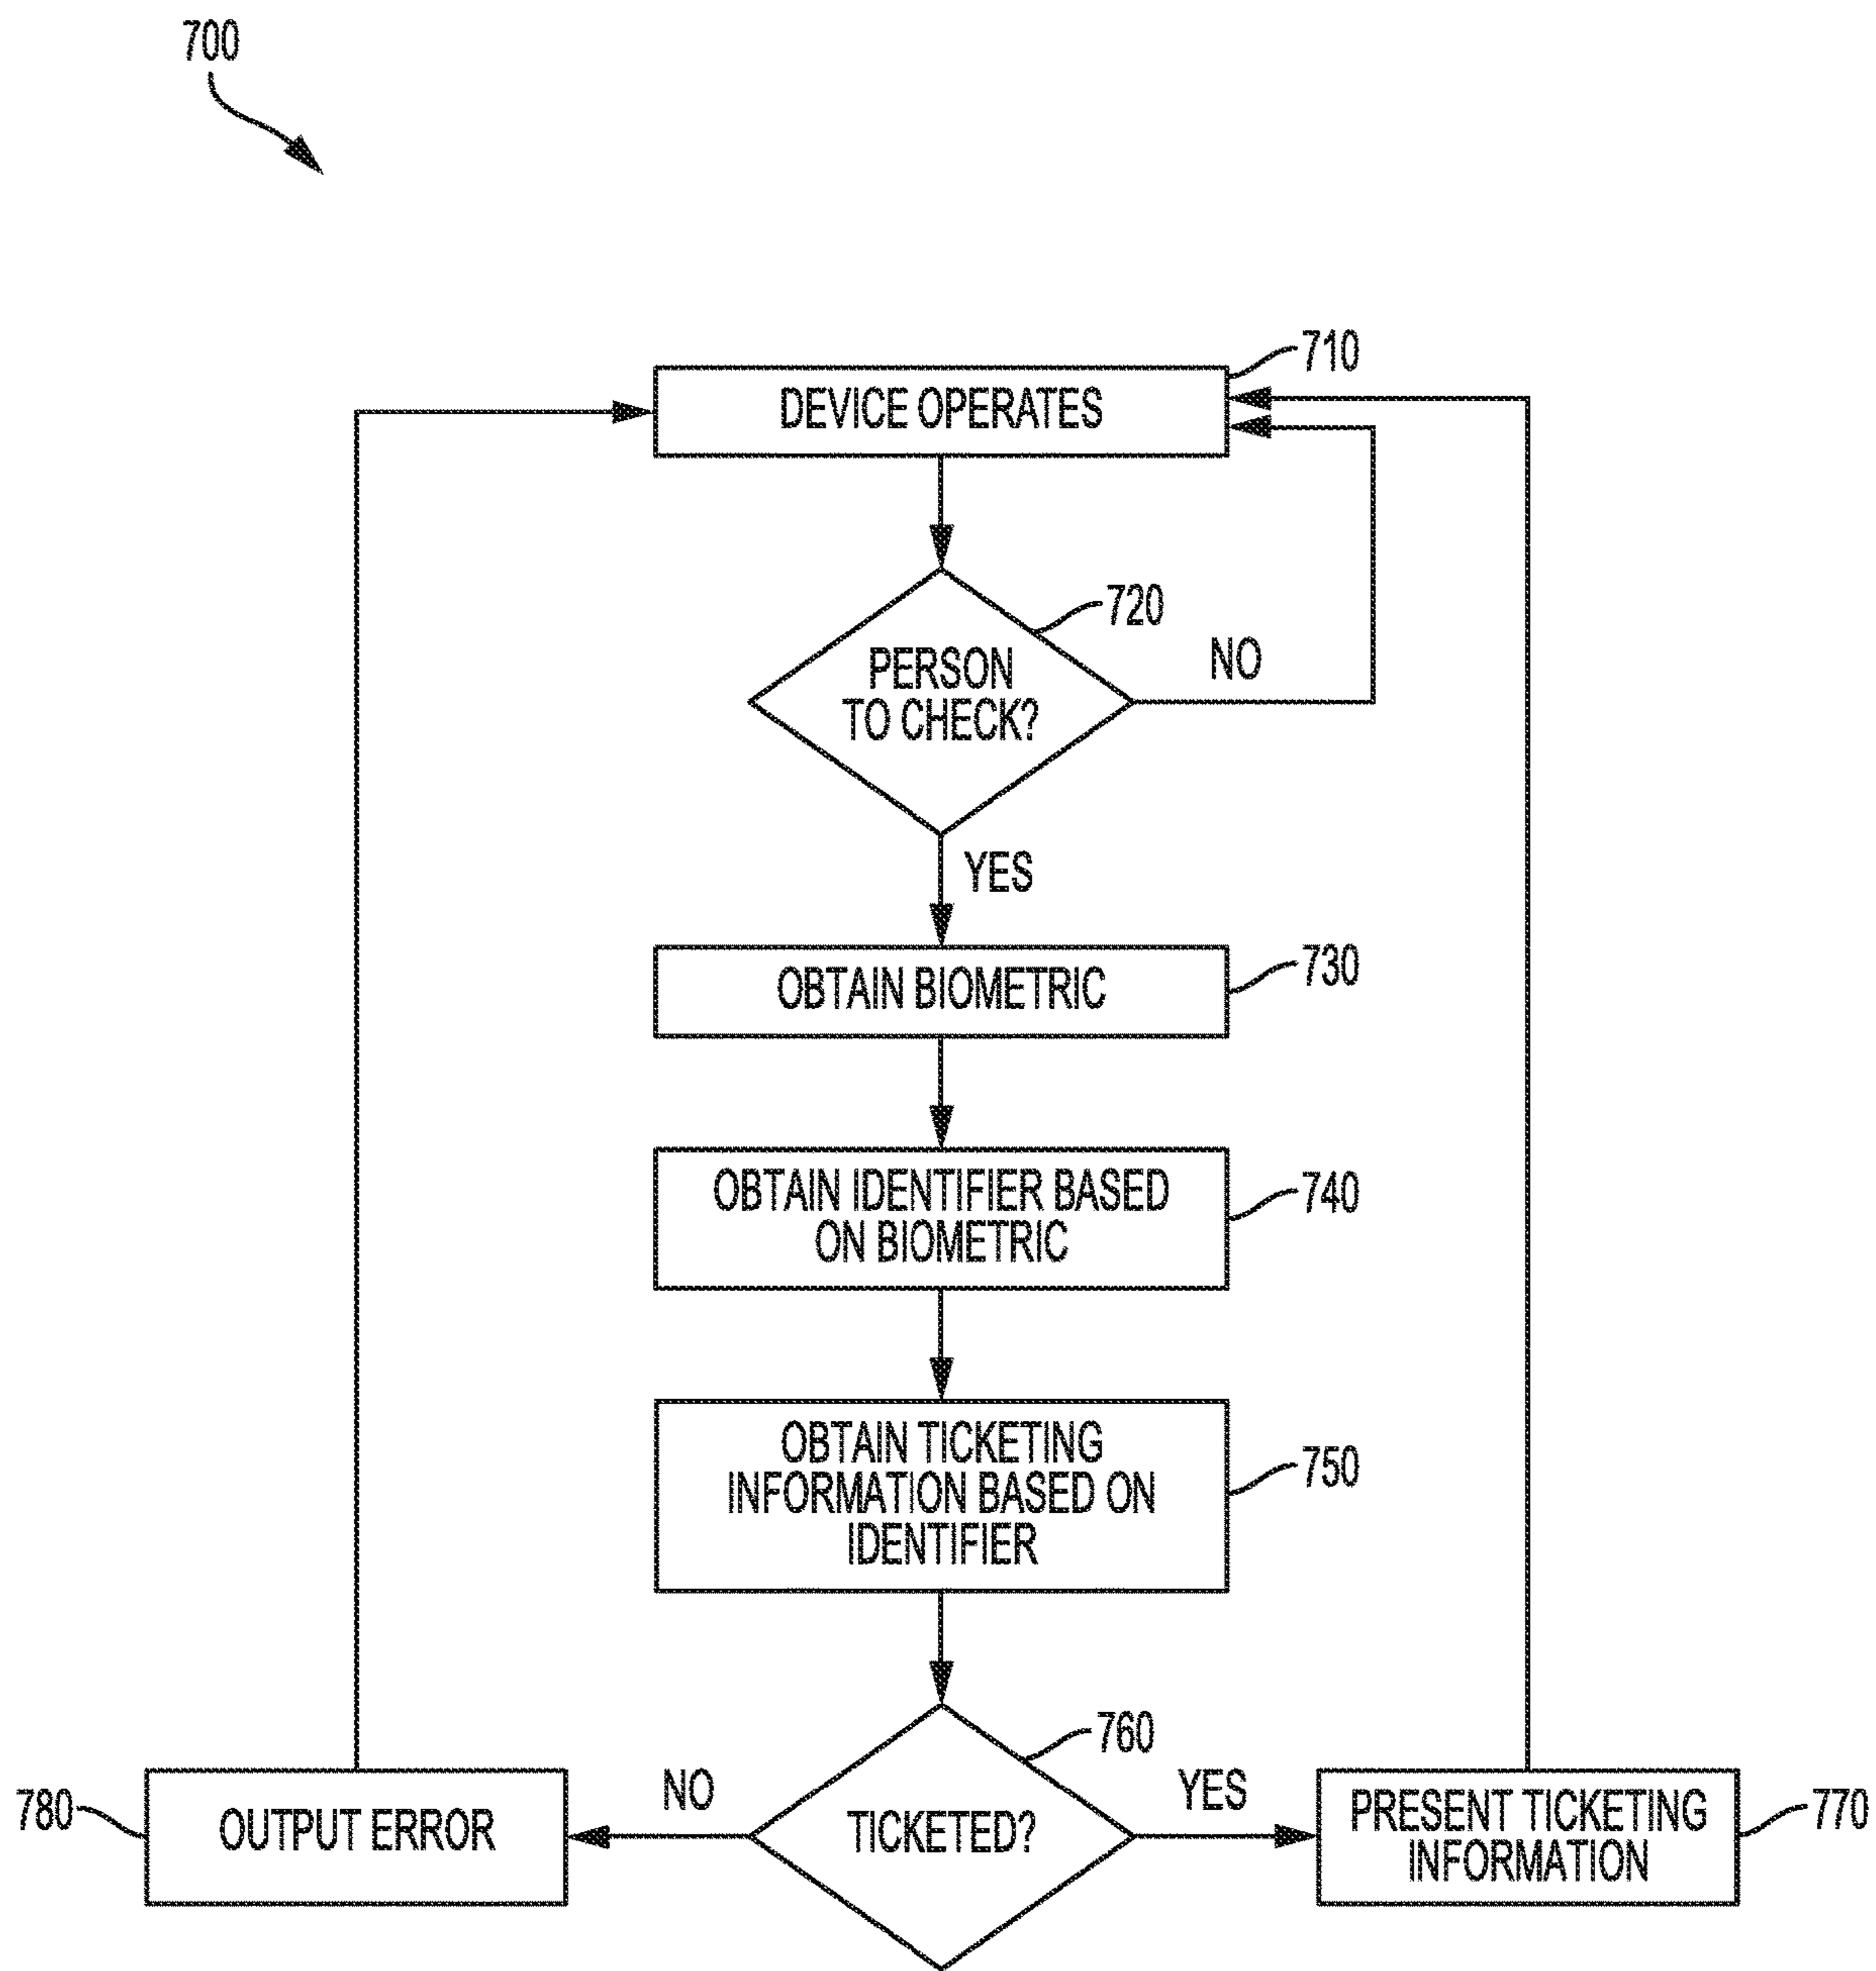 700
710
DEVICE OPERATES
720
PERSON
TO CHECK?
NO
YES
OBTAIN BIOMETRIC
730
OBTAIN IDENTIFIER BASED
ON BIOMETRIC
740
OBTAIN TICKETING
INFORMATION BASED ON
IDENTIFIER
750
760
TICKETED?
NO
YES
780
OUTPUT ERROR
PRESENT TICKETING
INFORMATION
770